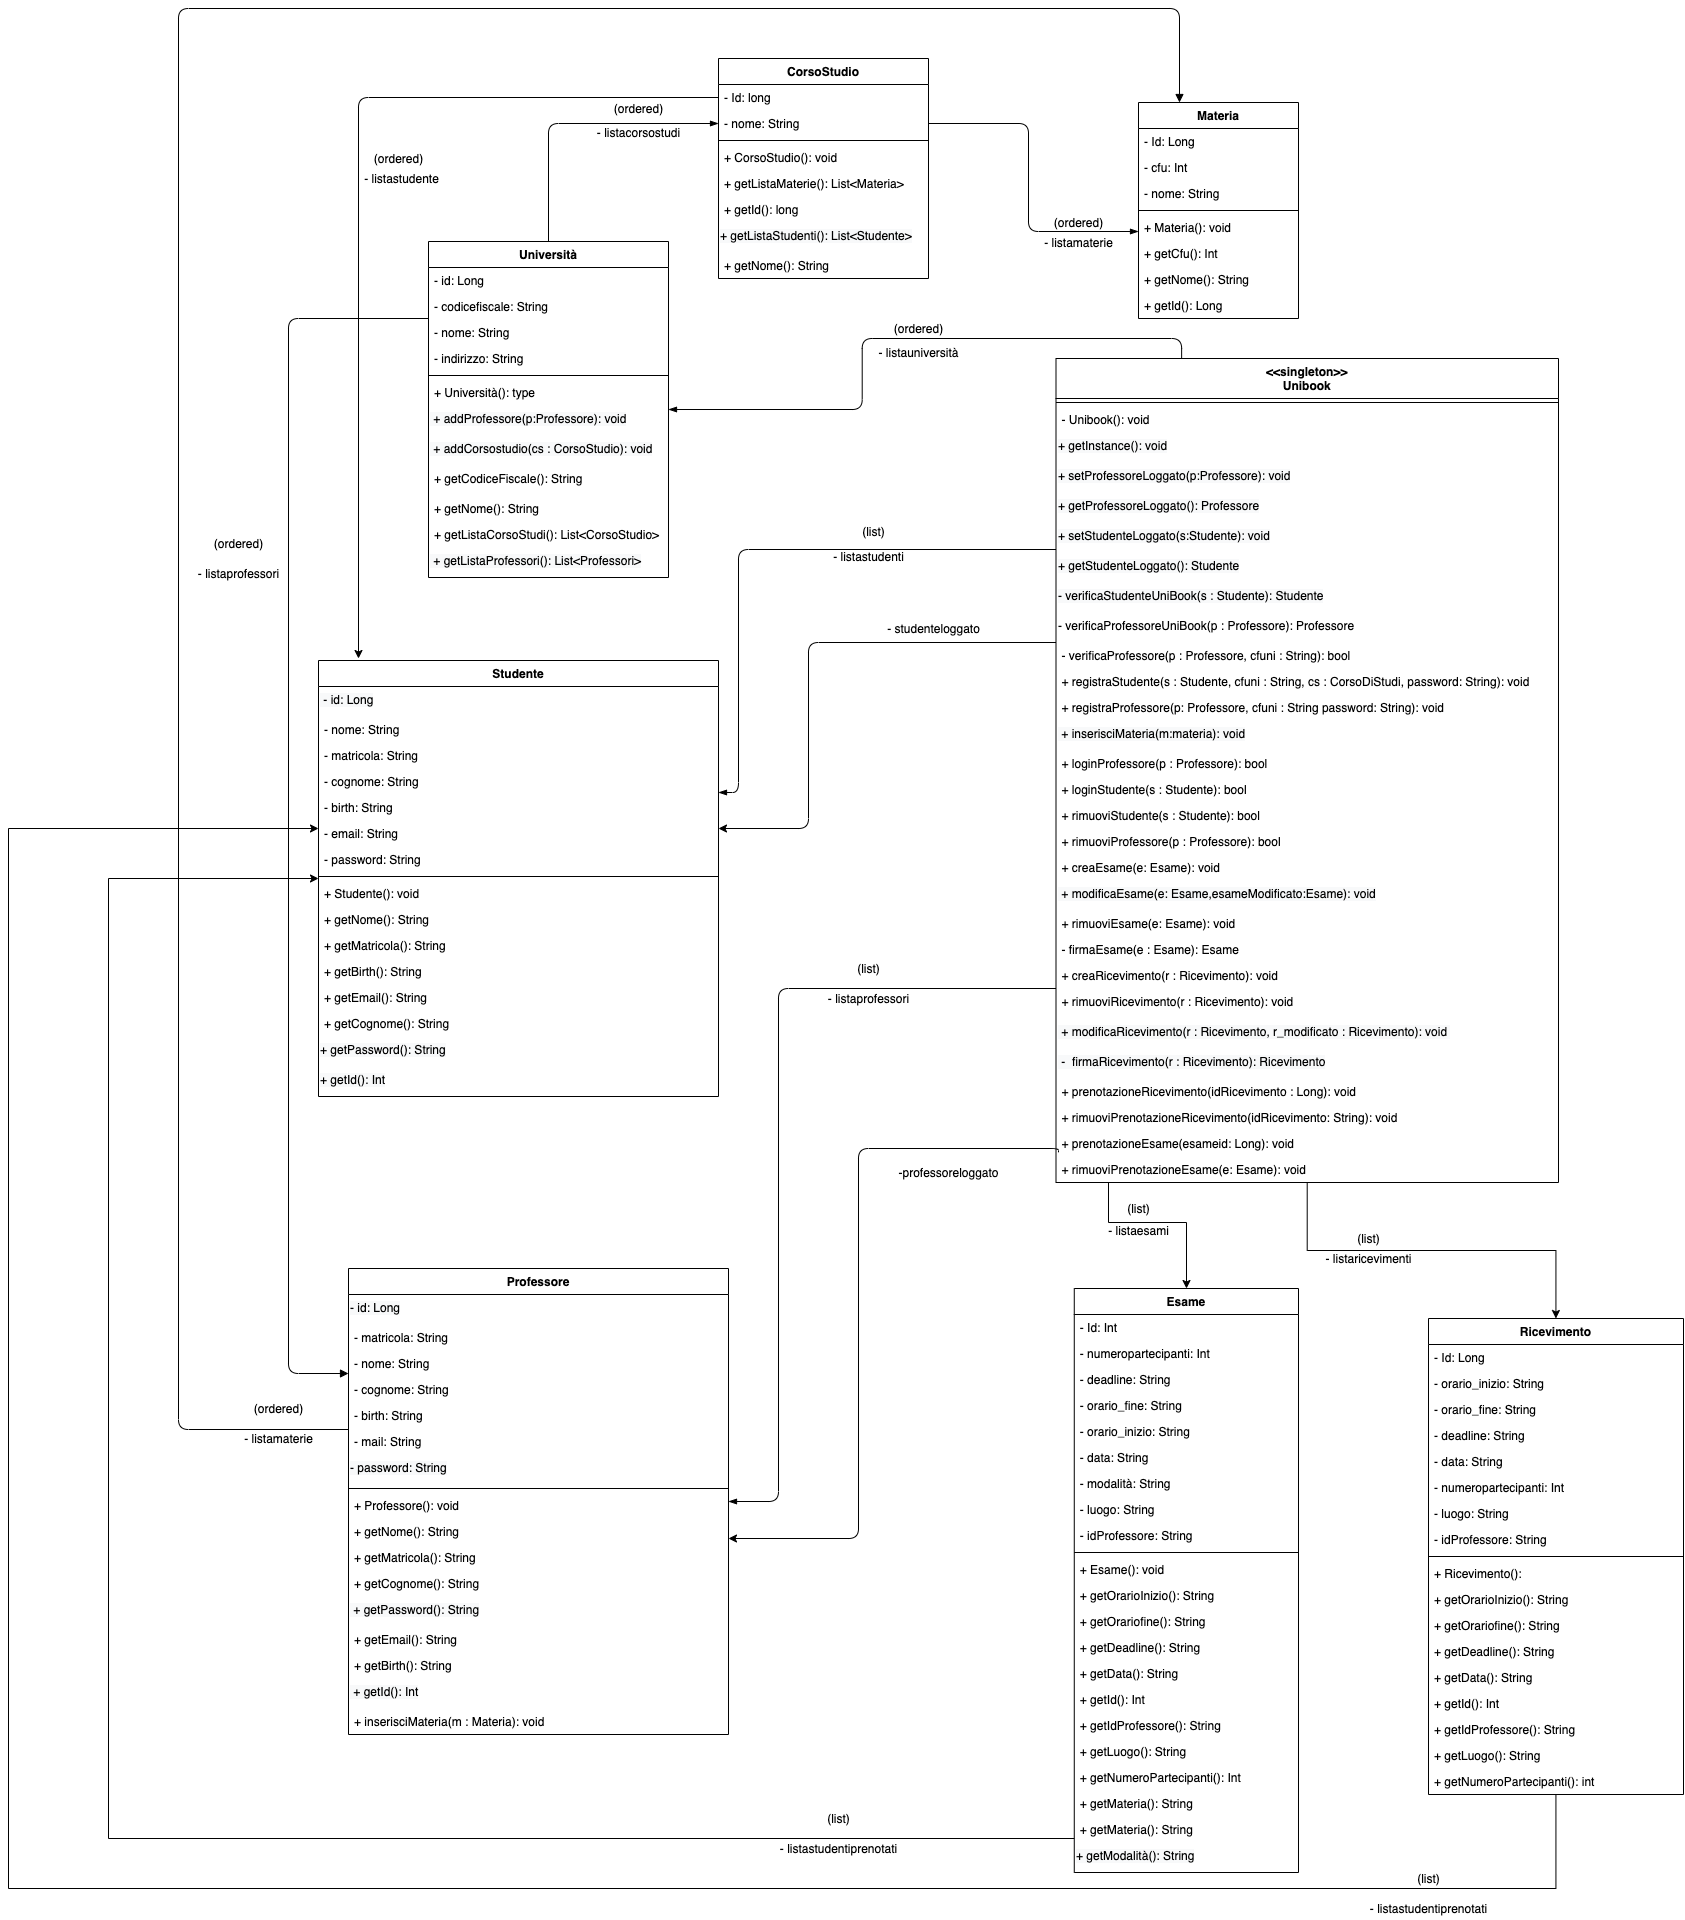 CorsoStudio
- Id: long
- nome: String
+ CorsoStudio(): void
+ getListaMaterie(): List<Materia>
+ getId(): long
+ getListaStudenti(): List<Studente>
+ getNome(): String
(ordered)
- listacorsostudi
(ordered)
- listastudente
Materia
- Id: Long
- cfu: Int
- nome: String
+ Materia(): void
+ getCfu(): Int
+ getNome(): String
+ getId(): Long
(ordered)
- listamaterie
Università
- id: Long
- codicefiscale: String
- nome: String
- indirizzo: String
+ Università(): type
+ addProfessore(p:Professore): void
+ addCorsostudio(cs : CorsoStudio): void
+ getCodiceFiscale(): String
+ getNome(): String
+ getListaCorsoStudi(): List<CorsoStudio>
+ getListaProfessori(): List<Professori>
(ordered)
- listauniversità
<<singleton>>
Unibook
- Unibook(): void
+ getInstance(): void
+ setProfessoreLoggato(p:Professore): void
+ getProfessoreLoggato(): Professore
+ setStudenteLoggato(s:Studente): void
+ getStudenteLoggato(): Studente
- verificaStudenteUniBook(s : Studente): Studente
- verificaProfessoreUniBook(p : Professore): Professore
- verificaProfessore(p : Professore, cfuni : String): bool
+ registraStudente(s : Studente, cfuni : String, cs : CorsoDiStudi, password: String): void
+ registraProfessore(p: Professore, cfuni : String password: String): void
+ inserisciMateria(m:materia): void
+ loginProfessore(p : Professore): bool
+ loginStudente(s : Studente): bool
+ rimuoviStudente(s : Studente): bool
+ rimuoviProfessore(p : Professore): bool
+ creaEsame(e: Esame): void
+ modificaEsame(e: Esame,esameModificato:Esame): void
+ rimuoviEsame(e: Esame): void
- firmaEsame(e : Esame): Esame
+ creaRicevimento(r : Ricevimento): void
+ rimuoviRicevimento(r : Ricevimento): void
+ modificaRicevimento(r : Ricevimento, r_modificato : Ricevimento): void
- firmaRicevimento(r : Ricevimento): Ricevimento
+ prenotazioneRicevimento(idRicevimento : Long): void
+ rimuoviPrenotazioneRicevimento(idRicevimento: String): void
+ prenotazioneEsame(esameid: Long): void
+ rimuoviPrenotazioneEsame(e: Esame): void
(ordered)
- listaprofessori
(list)
- listastudenti
- studenteloggato
Studente
- id: Long
- nome: String
- matricola: String
- cognome: String
- birth: String
- email: String
- password: String
+ Studente(): void
+ getNome(): String
+ getMatricola(): String
+ getBirth(): String
+ getEmail(): String
+ getCognome(): String
+ getPassword(): String
+ getId(): Int
(list)
- listaprofessori
-professoreloggato
(list)
- listaesami
(list)
- listaricevimenti
Professore
- id: Long
- matricola: String
- nome: String
- cognome: String
- birth: String
- mail: String
- password: String
+ Professore(): void
+ getNome(): String
+ getMatricola(): String
+ getCognome(): String
+ getPassword(): String
+ getEmail(): String
+ getBirth(): String
+ getId(): Int
+ inserisciMateria(m : Materia): void
(ordered)
- listamaterie
Esame
- Id: Int
- numeropartecipanti: Int
- deadline: String
- orario_fine: String
- orario_inizio: String
- data: String
- modalità: String
- luogo: String
- idProfessore: String
+ Esame(): void
+ getOrarioInizio(): String
+ getOrariofine(): String
+ getDeadline(): String
+ getData(): String
+ getId(): Int
+ getIdProfessore(): String
+ getLuogo(): String
+ getNumeroPartecipanti(): Int
+ getMateria(): String
+ getMateria(): String
+ getModalità(): String
Ricevimento
- Id: Long
- orario_inizio: String
- orario_fine: String
- deadline: String
- data: String
- numeropartecipanti: Int
- luogo: String
- idProfessore: String
+ Ricevimento():
+ getOrarioInizio(): String
+ getOrariofine(): String
+ getDeadline(): String
+ getData(): String
+ getId(): Int
+ getIdProfessore(): String
+ getLuogo(): String
+ getNumeroPartecipanti(): int
(list)
- listastudentiprenotati
(list)
- listastudentiprenotati